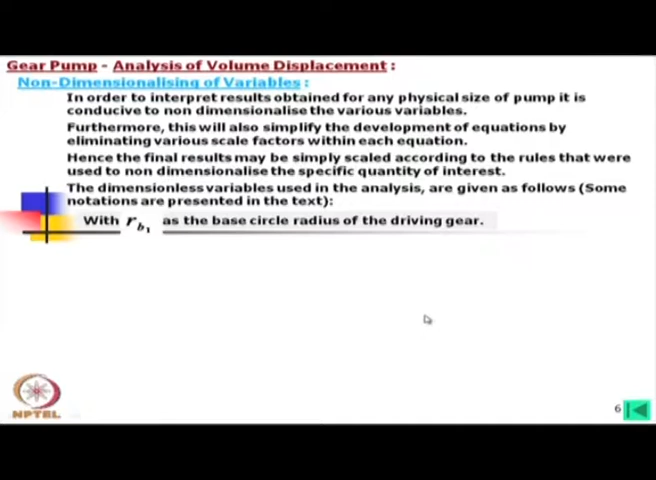 Gear Pump - Analysis of Volume Displacement :
Non-Dimensionalising of Variables :
In order to interpret results obtained for any physical size of pump it is
conducive to non dimensionalise the various variables.
Furthermore, this will also simplify the development of equations by
eliminating various scale factors within each equation.
Hence the final results may be simply scaled according to the rules that were
used to non dimensionalise the specific quantity of interest.
The dimensionless variables used in the analysis, are given as follows (Some
notations are presented in the text):
With r_b₁ as the base circle radius of the driving gear.
NPTEL
6